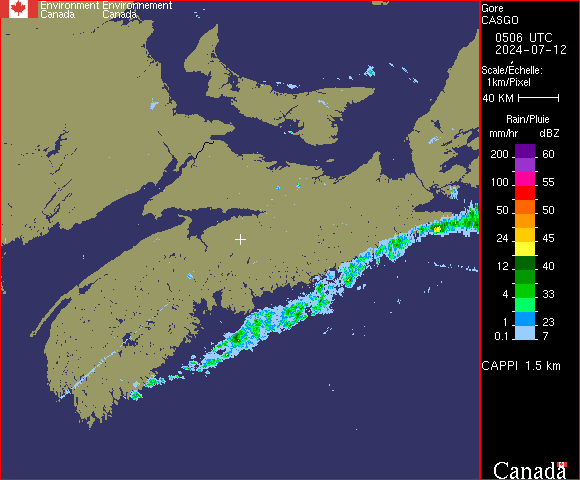 Environment Environnement
Canada Canada
Gore
CASGO
0506 UTC
2024-07-12
Scale/Échelle:
1km/Pixel
40 KM
Rain/Pluie
mm/hr dBZ
200 60
100 55
50 50
24 45
12 40
4 33
1 23
0.1 7
CAPPI 1.5 km
Canada